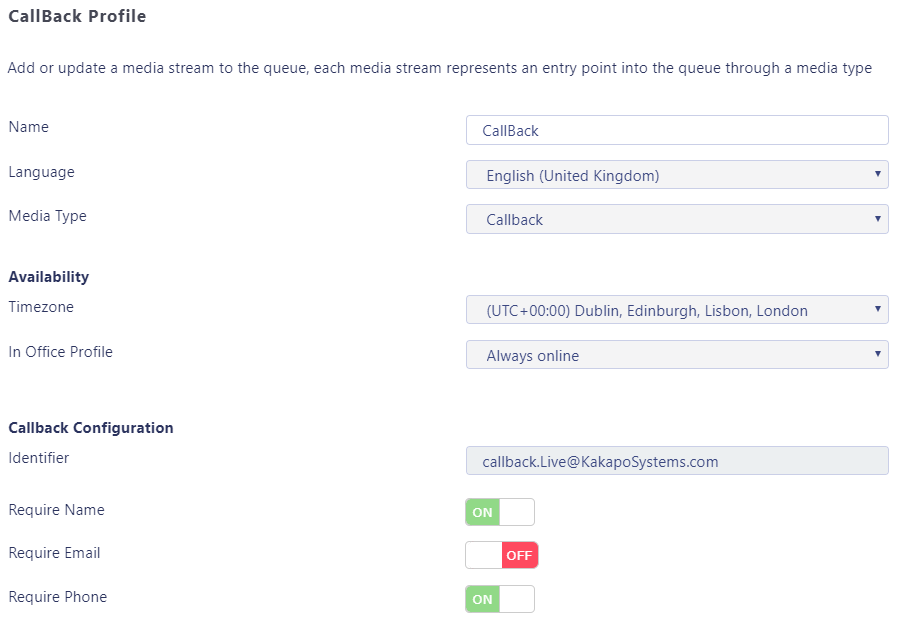 CallBack Profile
Add or update a media stream to the queue, each media stream represents an entry point into the queue through a media type
Name CallBack
Language English (United Kingdom)
Media Type Callback
Availability
Timezone (UTC+00:00) Dublin, Edinburgh, Lisbon, London
In Office Profile Always online
Callback Configuration
Identifier callback.Live@KakapoSystems.com
Require Name ON
Require Email OFF
Require Phone ON